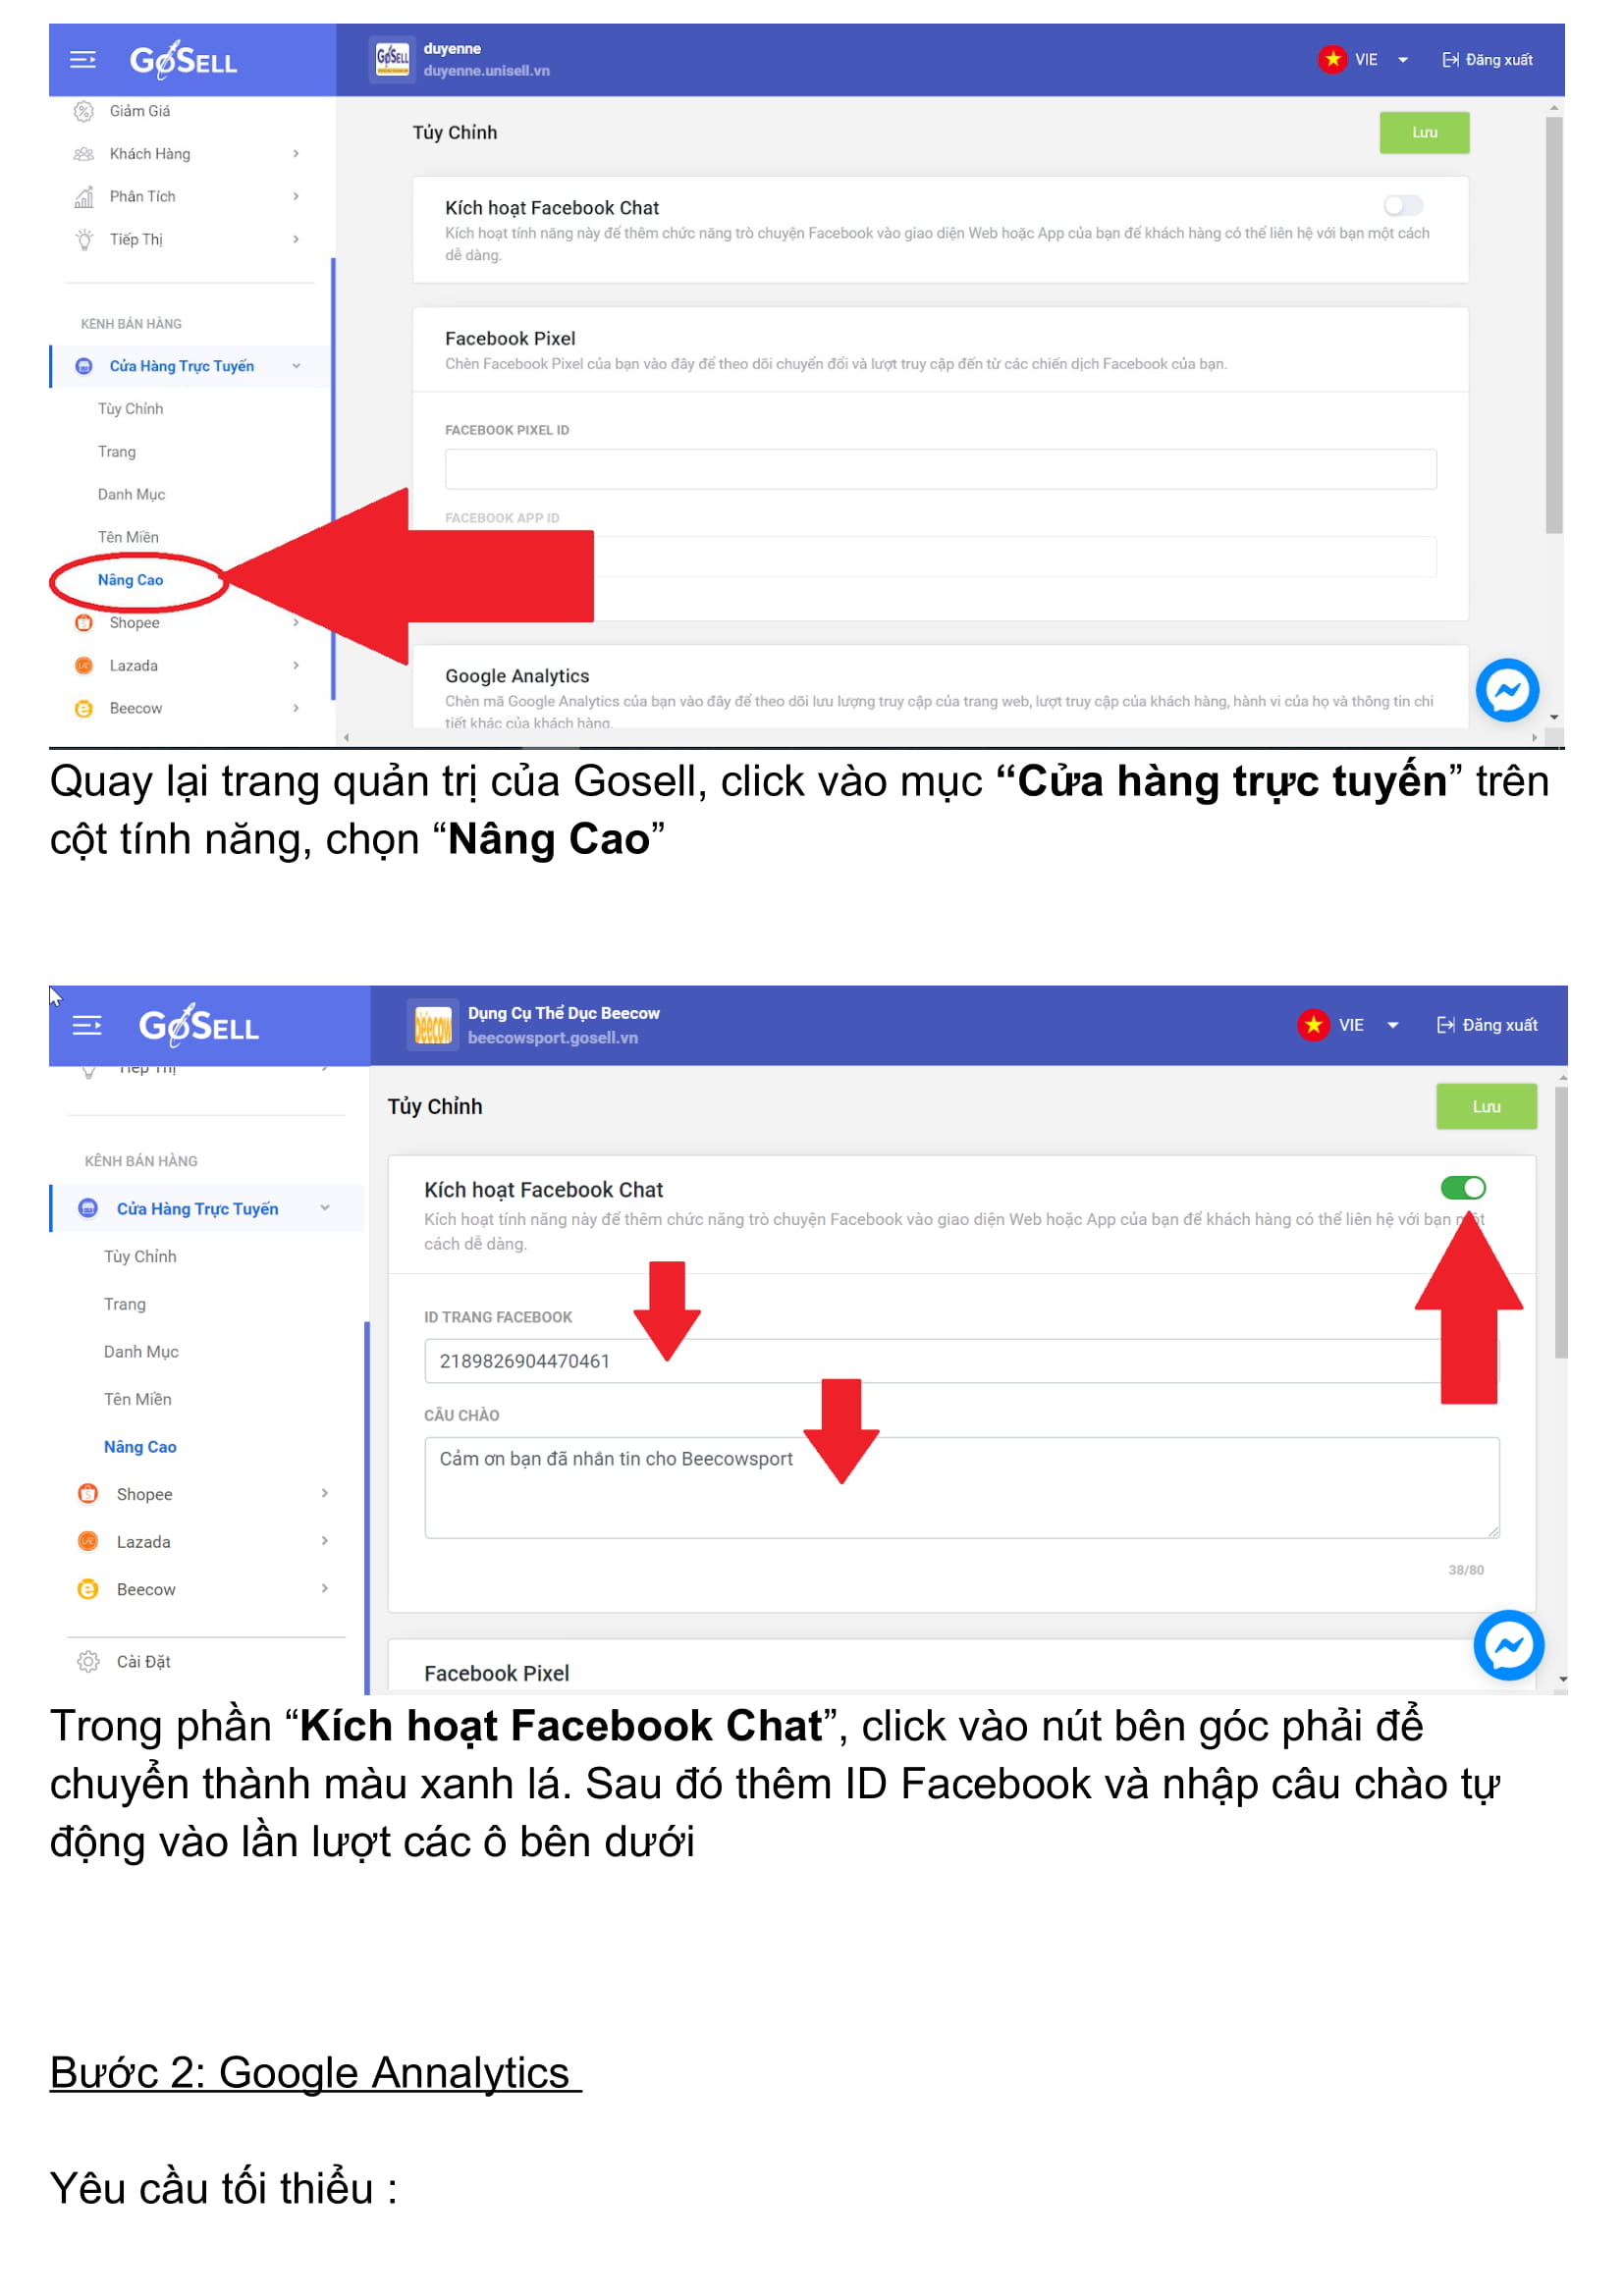 GoSELL
duyenne
duyenne.unisell.vn
VIE
Đăng xuất
Giảm Giá
Khách Hàng
Phân Tích
Tiếp Thị
KÊNH BÁN HÀNG
Cửa Hàng Trực Tuyến
Tùy Chỉnh
Trang
Danh Mục
Tên Miền
Nâng Cao
Shopee
Lazada
Beecow
Tủy Chỉnh
Lưu
Kích hoạt Facebook Chat
Kích hoạt tính năng này để thêm chức năng trò chuyện Facebook vào giao diện Web hoặc App của bạn để khách hàng có thể liên hệ với bạn một cách
dễ dàng.
Facebook Pixel
Chèn Facebook Pixel của bạn vào đây để theo dõi chuyển đổi và lượt truy cập đến từ các chiến dịch Facebook của bạn.
FACEBOOK PIXEL ID
FACEBOOK APP ID
Google Analytics
Chèn mã Google Analytics của bạn vào đây để theo dõi lưu lượng truy cập của trang web, lượt truy cập của khách hàng, hành vi của họ và thông tin chi
tiết khác của khách hàng.
Quay lại trang quản trị của Gosell, click vào mục “Cửa hàng trực tuyến” trên
cột tính năng, chọn “Nâng Cao”
GoSELL
beecow
Dụng Cụ Thể Dục Beecow
beecowsport.gosell.vn
VIE
Đăng xuất
Tiếp Thị
KÊNH BÁN HÀNG
Cửa Hàng Trực Tuyến
Tùy Chỉnh
Trang
Danh Mục
Tên Miền
Nâng Cao
Shopee
Lazada
Beecow
Cài Đặt
Tủy Chỉnh
Lưu
Kích hoạt Facebook Chat
Kích hoạt tính năng này để thêm chức năng trò chuyện Facebook vào giao diện Web hoặc App của bạn để khách hàng có thể liên hệ với bạn một
cách dễ dàng.
ID TRANG FACEBOOK
2189826904470461
CÂU CHÀO
Cảm ơn bạn đã nhắn tin cho Beecowsport
38/80
Facebook Pixel
Trong phần “Kích hoạt Facebook Chat”, click vào nút bên góc phải để
chuyển thành màu xanh lá. Sau đó thêm ID Facebook và nhập câu chào tự
động vào lần lượt các ô bên dưới
Bước 2: Google Annalytics
Yêu cầu tối thiểu :